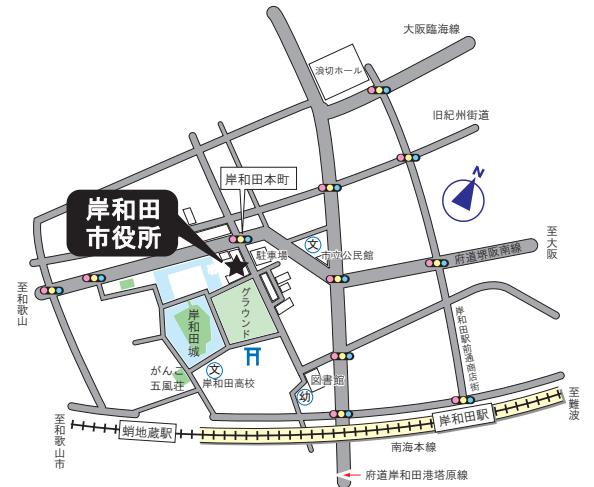 大阪臨海線
浪切ホール
旧紀州街道
岸和田本町
N
岸和田
市役所
文
市立公民館
駐車場
至大阪
府道堺阪南線
至和歌山
グラウンド
岸和田城
岸和田駅前通商店街
がんこ
五風荘
文
岸和田高校
図書館
幼
至難波
至和歌山市
蛸地蔵駅
岸和田駅
南海本線
府道岸和田港塔原線